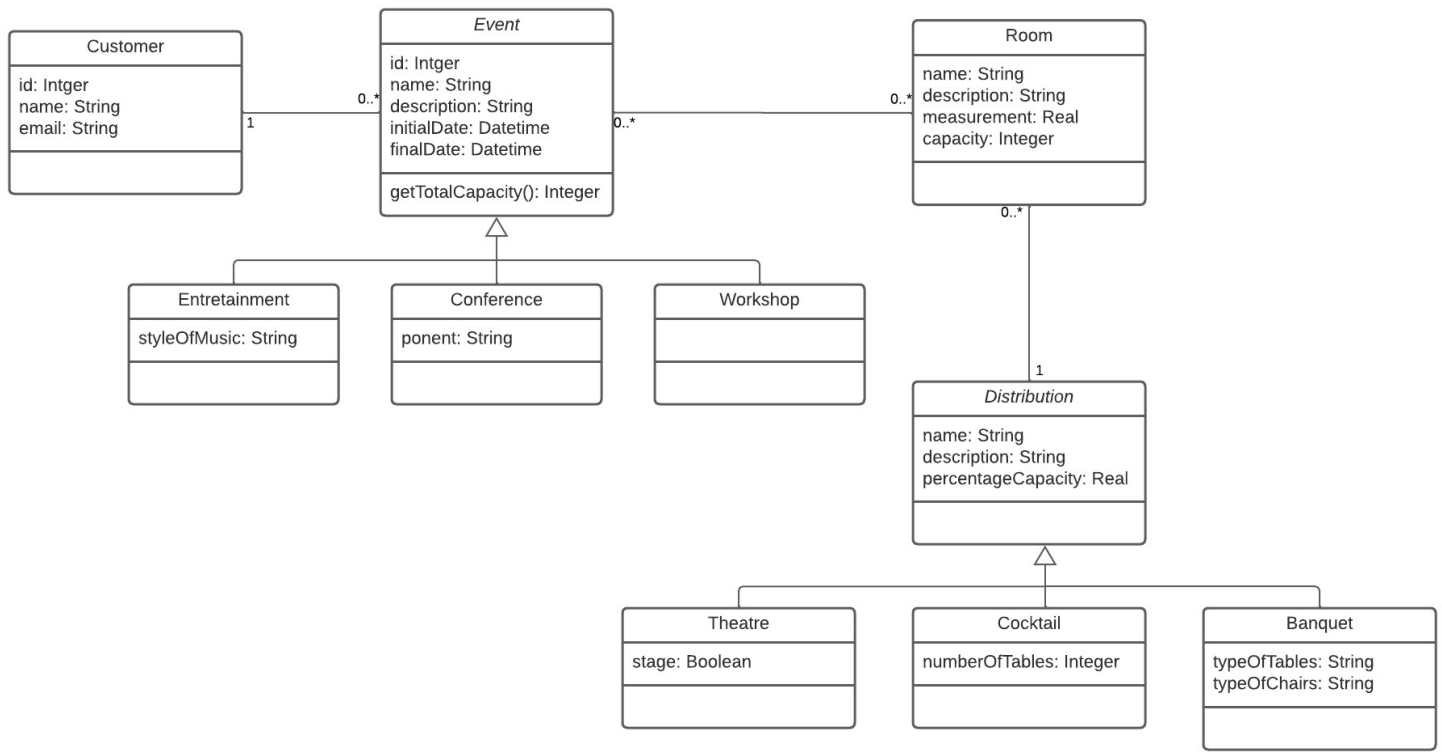 Customer
id: Intger
name: String
email: String
1
0..*
Event
id: Intger
name: String
description: String
initialDate: Datetime
finalDate: Datetime
getTotalCapacity(): Integer
0..*
0..*
Room
name: String
description: String
measurement: Real
capacity: Integer
0..*
1
Entretainment
styleOfMusic: String
Conference
ponent: String
Workshop
Distribution
name: String
description: String
percentageCapacity: Real
Theatre
stage: Boolean
Cocktail
numberOfTables: Integer
Banquet
typeOfTables: String
typeOfChairs: String